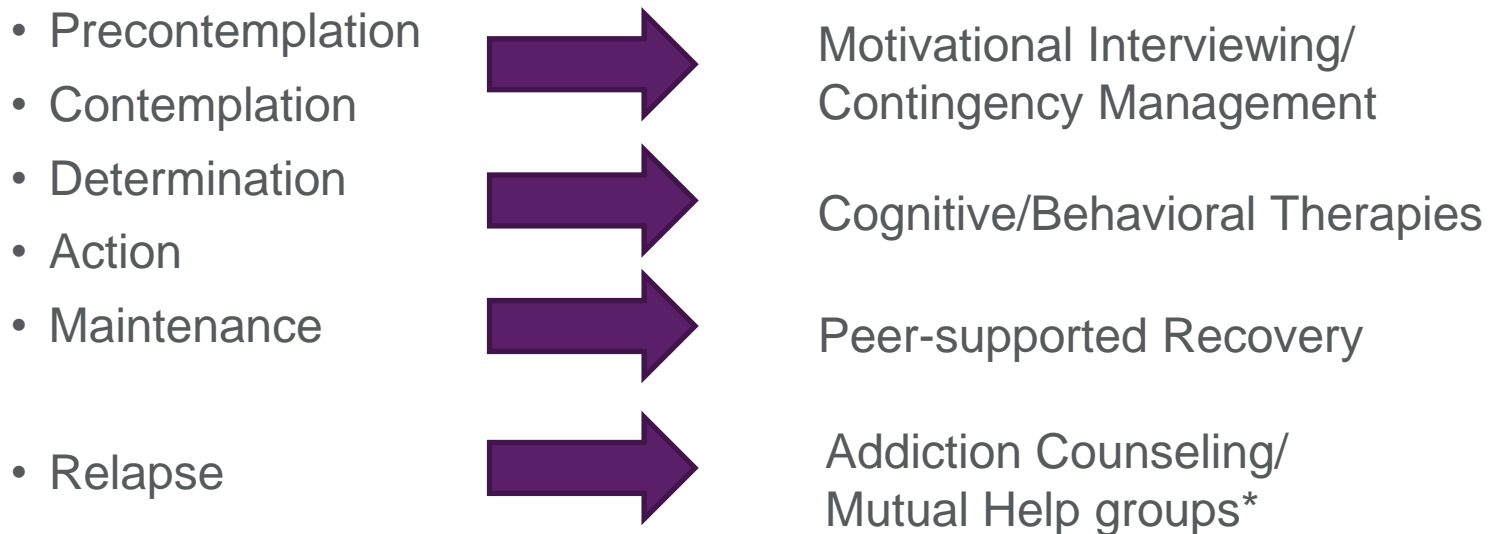 • Precontemplation
• Contemplation
• Determination
• Action
• Maintenance
• Relapse
Motivational Interviewing/
Contingency Management
Cognitive/Behavioral Therapies
Peer-supported Recovery
Addiction Counseling/
Mutual Help groups*